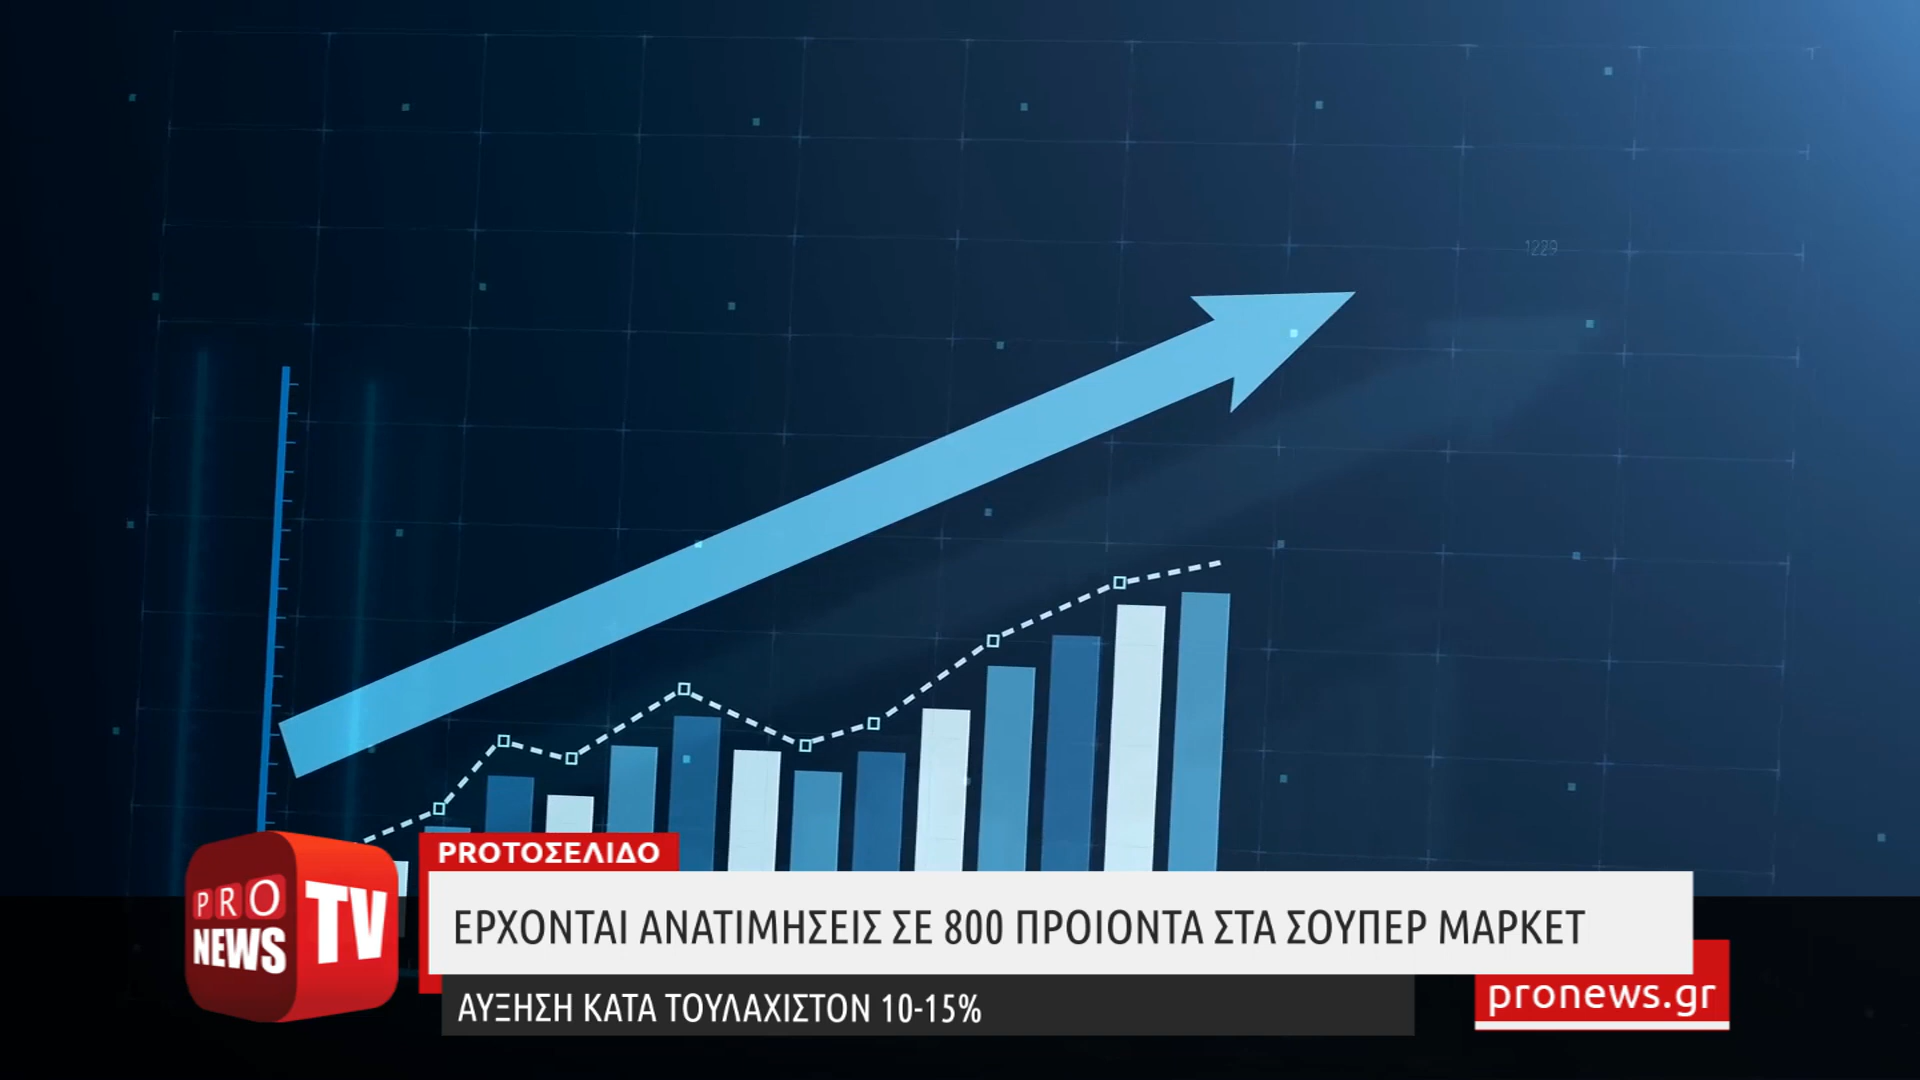 1229
PROTOΣΕΛΙΔΟ
PRO
NEWS
TV
ΕΡΧΟΝΤΑΙ ΑΝΑΤΙΜΗΣΕΙΣ ΣΕ 800 ΠΡΟΙΟΝΤΑ ΣΤΑ ΣΟΥΠΕΡ ΜΑΡΚΕΤ
ΑΥΞΗΣΗ ΚΑΤΑ ΤΟΥΛΑΧΙΣΤΟΝ 10-15%
pronews.gr